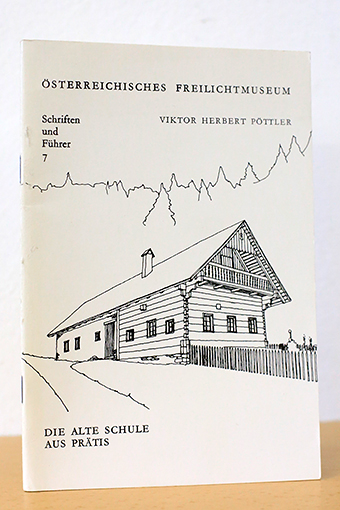 ÖSTERREICHISCHES FREILICHTMUSEUM
Schriften
und
Führer
7
VIKTOR HERBERT PÖTTLER
DIE ALTE SCHULE
AUS PRÄTIS